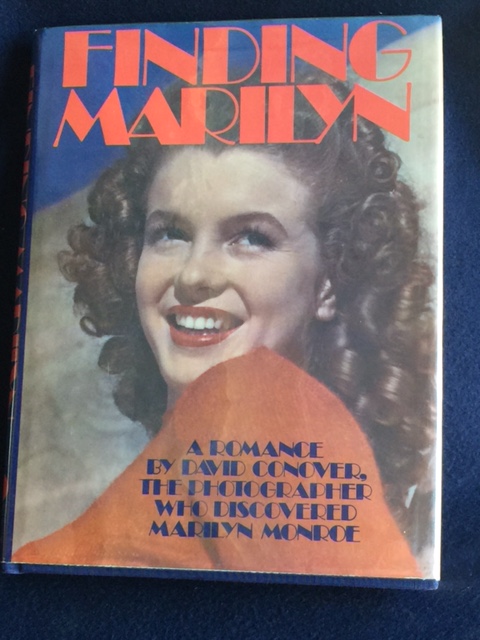 FINDING
MARILYN
A ROMANCE
BY DAVID CONOVER,
THE PHOTOGRAPHER
WHO DISCOVERED
MARILYN MONROE